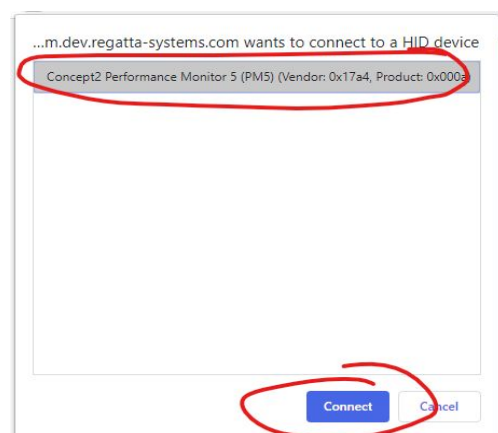 ...m.dev.regatta-systems.com wants to connect to a HID device
Concept2 Performance Monitor 5 (PM5) (Vendor: 0x17a4, Product: 0x000a)
Connect
Cancel